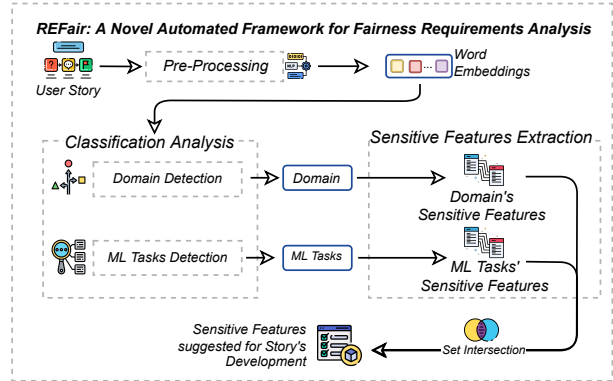 REFair: A Novel Automated Framework for Fairness Requirements Analysis
User Story
Pre-Processing
Word
Embeddings
Classification Analysis
Domain Detection
Domain
ML Tasks Detection
ML Tasks
Sensitive Features Extraction
Domain's
Sensitive Features
ML Tasks'
Sensitive Features
Set Intersection
Sensitive Features
suggested for Story's
Development